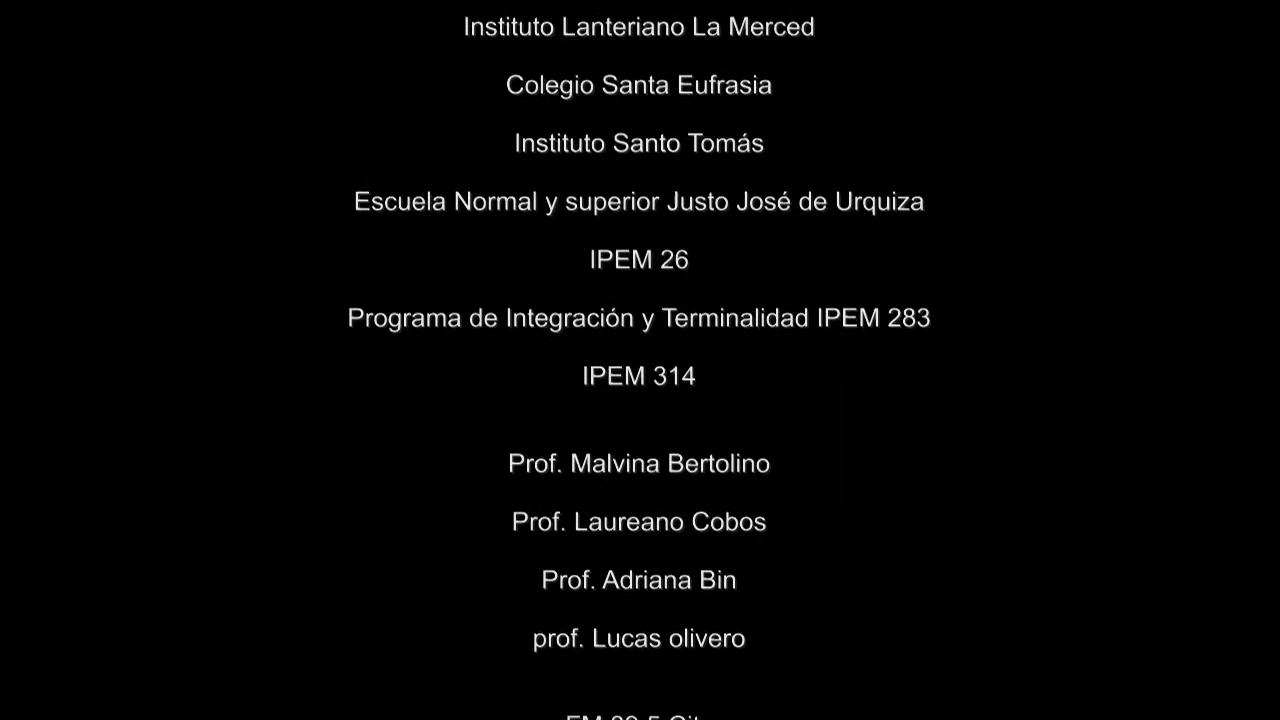 Instituto Lanteriano La Merced
Colegio Santa Eufrasia
Instituto Santo Tomás
Escuela Normal y superior Justo José de Urquiza
IPEM 26
Programa de Integración y Terminalidad IPEM 283
IPEM 314
Prof. Malvina Bertolino
Prof. Laureano Cobos
Prof. Adriana Bin
prof. Lucas olivero